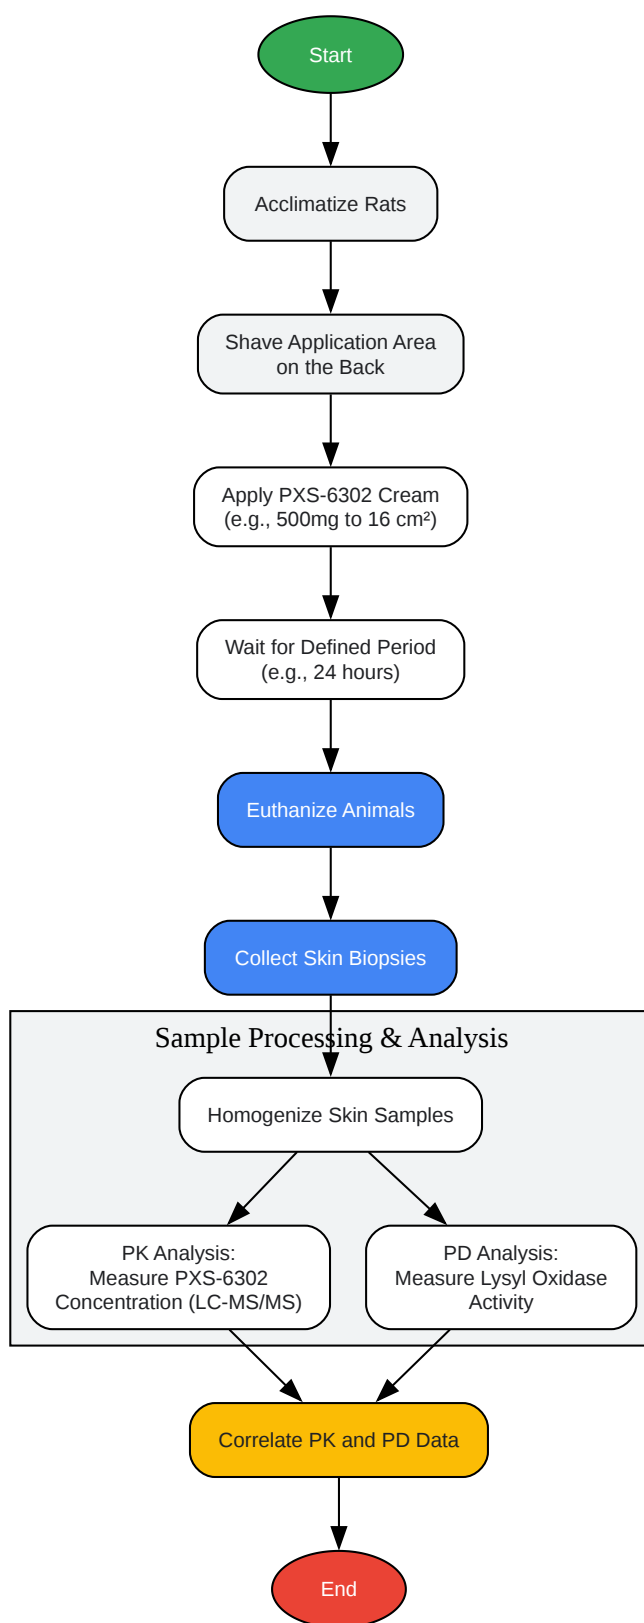 Start
Acclimatize Rats
Shave Application Area
on the Back
Apply PXS-6302 Cream
(e.g., 500mg to 16 cm²)
Wait for Defined Period
(e.g., 24 hours)
Euthanize Animals
Collect Skin Biopsies
Sample Processing & Analysis
Homogenize Skin Samples
PK Analysis:
Measure PXS-6302
Concentration (LC-MS/MS)
PD Analysis:
Measure Lysyl Oxidase
Activity
Correlate PK and PD Data
End